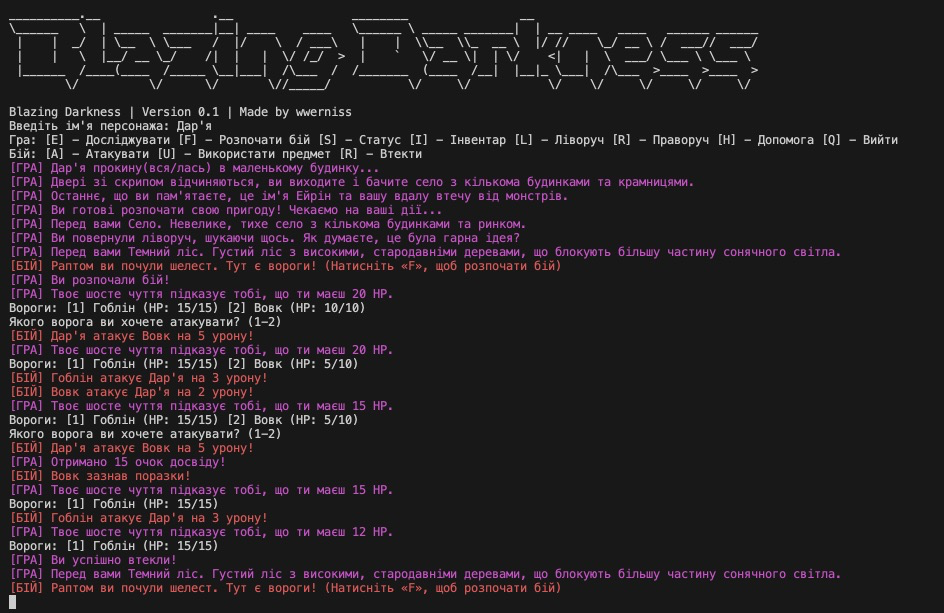 Blazing Darkness
Blazing Darkness | Version 0.1 | Made by wwerniss
Введіть ім'я персонажа: Дар'я
Гра: [E] – Досліджувати [F] – Розпочати бій [S] – Статус [I] – Інвентар [L] – Ліворуч [R] – Праворуч [H] – Допомога [Q] – Вийти
Бій: [A] – Атакувати [U] – Використати предмет [R] – Втекти
[ГРА] Дар'я прокину(вся/лась) в маленькому будинку...
[ГРА] Двері зі скрипом відчиняються, ви виходите і бачите село з кількома будинками та крамницями.
[ГРА] Останнє, що ви пам'ятаєте, це ім'я Ейрін та вашу вдалу втечу від монстрів.
[ГРА] Ви готові розпочати свою пригоду! Чекаємо на ваші дії...
[ГРА] Перед вами Село. Невелике, тихе село з кількома будинками та ринком.
[ГРА] Ви повернули ліворуч, шукаючи щось. Як думаєте, це була гарна ідея?
[ГРА] Перед вами Темний ліс. Густий ліс з високими, стародавніми деревами, що блокують більшу частину сонячного світла.
[БІЙ] Раптом ви почули шелест. Тут є вороги! (Натисніть «F», щоб розпочати бій)
[ГРА] Ви розпочали бій!
[ГРА] Твоє шосте чуття підказує тобі, що ти маєш 20 HP.
Вороги: [1] Гоблін (HP: 15/15) [2] Вовк (HP: 10/10)
Якого ворога ви хочете атакувати? (1-2)
[БІЙ] Дар'я атакує Вовк на 5 урону!
[ГРА] Твоє шосте чуття підказує тобі, що ти маєш 20 HP.
Вороги: [1] Гоблін (HP: 15/15) [2] Вовк (HP: 5/10)
[БІЙ] Гоблін атакує Дар'я на 3 урону!
[БІЙ] Вовк атакує Дар'я на 2 урону!
[ГРА] Твоє шосте чуття підказує тобі, що ти маєш 15 HP.
Вороги: [1] Гоблін (HP: 15/15) [2] Вовк (HP: 5/10)
Якого ворога ви хочете атакувати? (1-2)
[БІЙ] Дар'я атакує Вовк на 5 урону!
[ГРА] Отримано 15 очок досвіду!
[БІЙ] Вовк зазнав поразки!
[ГРА] Твоє шосте чуття підказує тобі, що ти маєш 15 HP.
Вороги: [1] Гоблін (HP: 15/15)
[БІЙ] Гоблін атакує Дар'я на 3 урону!
[ГРА] Твоє шосте чуття підказує тобі, що ти маєш 12 HP.
Вороги: [1] Гоблін (HP: 15/15)
[ГРА] Ви успішно втекли!
[ГРА] Перед вами Темний ліс. Густий ліс з високими, стародавніми деревами, що блокують більшу частину сонячного світла.
[БІЙ] Раптом ви почули шелест. Тут є вороги! (Натисніть «F», щоб розпочати бій)